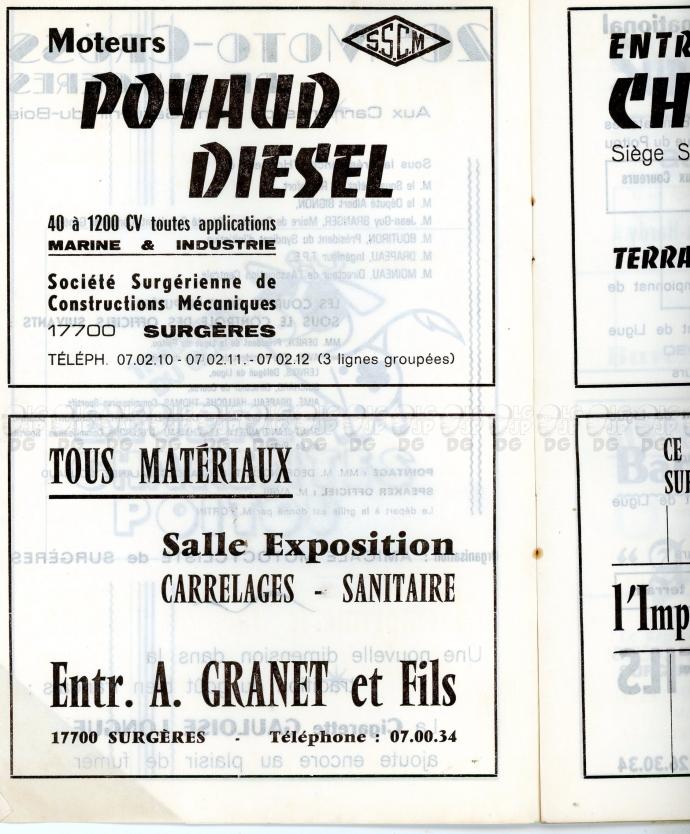 Moteurs
S.S.C.M
POYAUD
DIESEL
40 à 1200 CV toutes applications
MARINE & INDUSTRIE
Société Surgérienne de
Constructions Mécaniques
17700 SURGÈRES
TÉLÉPH. 07.02.10 - 07 02.11. - 07 02.12 (3 lignes groupées)
TOUS MATÉRIAUX
Salle Exposition
CARRELAGES - SANITAIRE
Entr. A. GRANET et Fils
17700 SURGÈRES - Téléphone : 07.00.34
ENTR
CH
Siège S
TERRA
CE
SUR
l'Imp